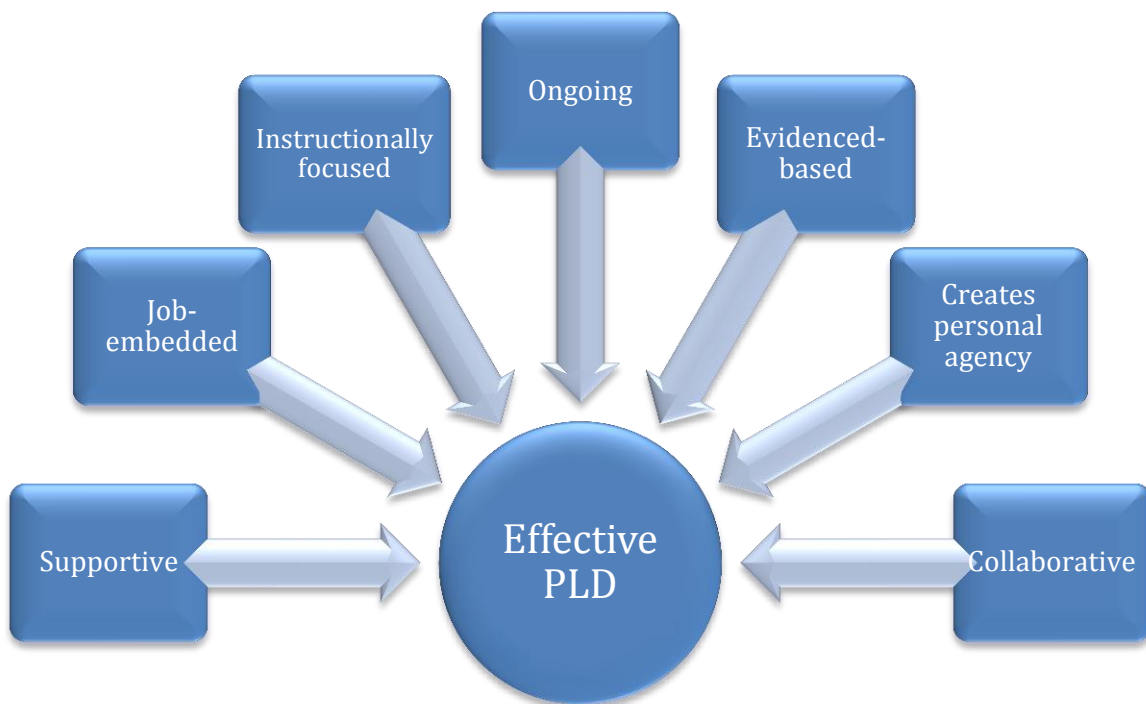 Supportive
Job-
embedded
Instructionally
focused
Ongoing
Evidenced-
based
Creates
personal
agency
Collaborative
Effective
PLD